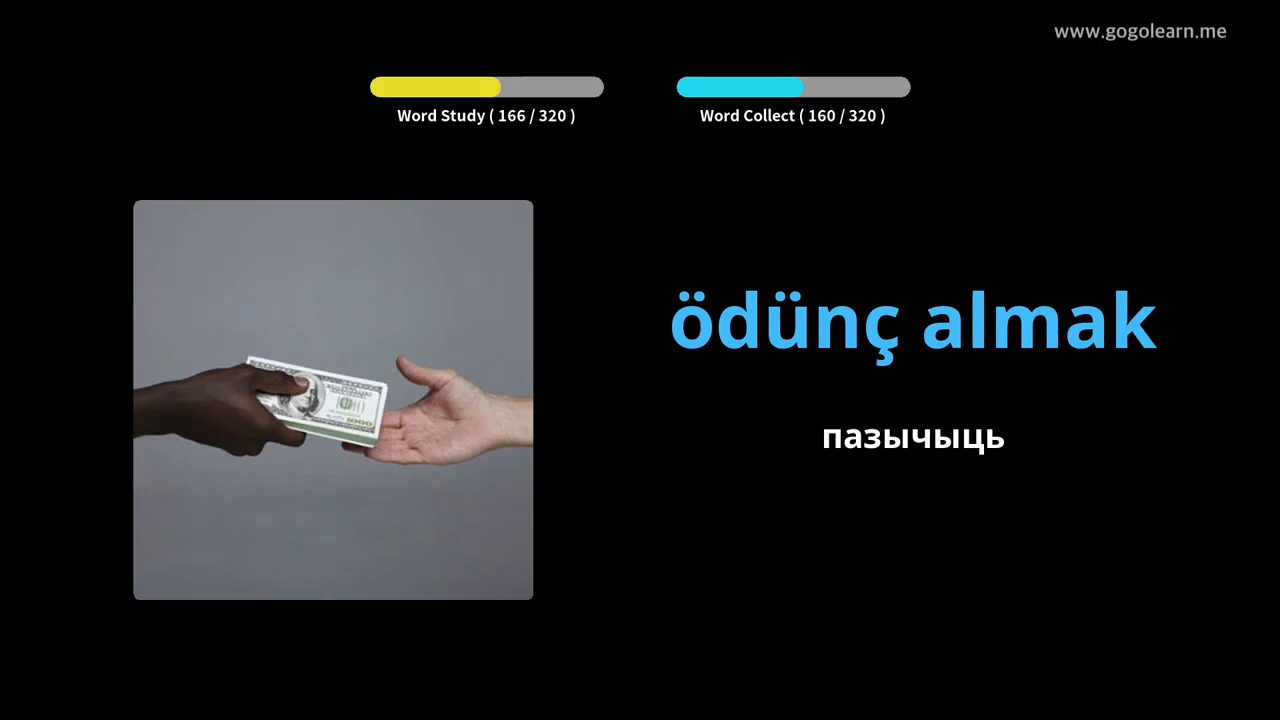 www.gogolearn.me
Word Study ( 166 / 320 )
Word Collect ( 160 / 320 )
ödünç almak
пазычыць